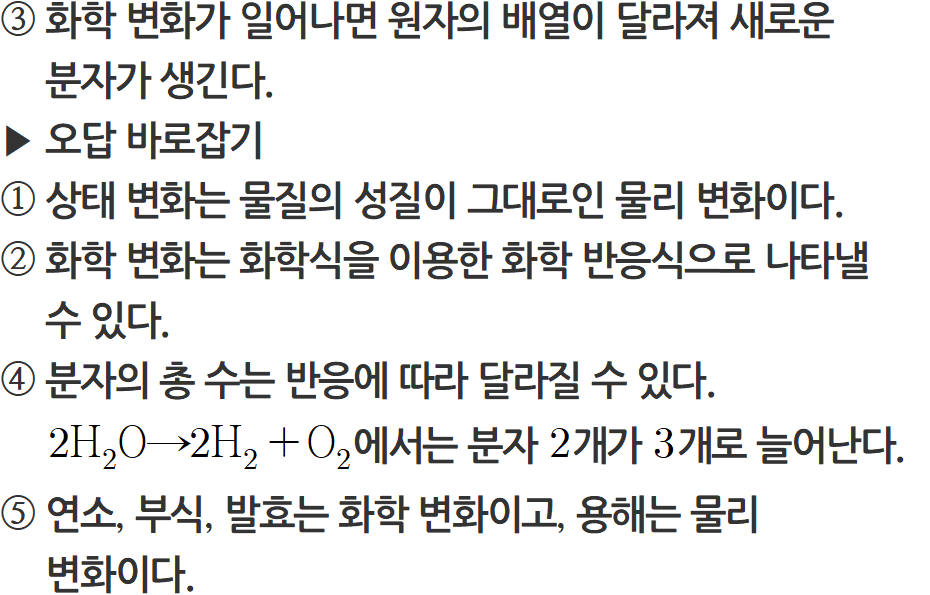 ③ 화학 변화가 일어나면 원자의 배열이 달라져 새로운
분자가 생긴다.
▶ 오답 바로잡기
① 상태 변화는 물질의 성질이 그대로인 물리 변화이다.
② 화학 변화는 화학식을 이용한 화학 반응식으로 나타낼
수 있다.
④ 분자의 총 수는 반응에 따라 달라질 수 있다.
2H₂O→2H₂+O₂에서는 분자 2개가 3개로 늘어난다.
⑤ 연소, 부식, 발효는 화학 변화이고, 용해는 물리
변화이다.